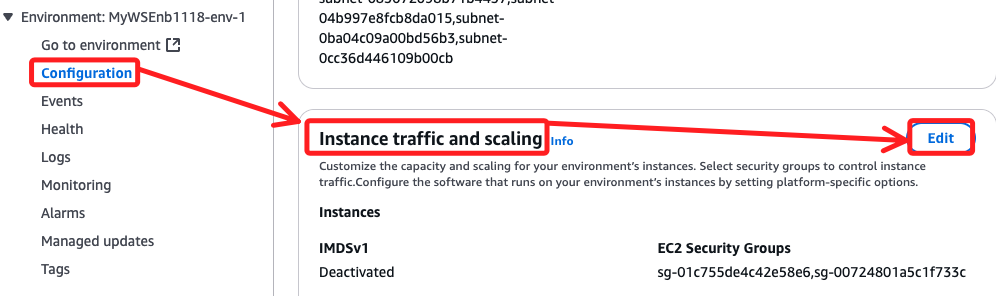 Environment: MyWSEnb1118-env-1
Go to environment
Configuration
Events
Health
Logs
Monitoring
Alarms
Managed updates
Tags
04b997e8fcb8da015,subnet-
0ba04c09a00bd56b3,subnet-
0cc36d446109b00cb
Instance traffic and scaling Info
Edit
Customize the capacity and scaling for your environment's instances. Select security groups to control instance
traffic.Configure the software that runs on your environment's instances by setting platform-specific options.
Instances
IMDSv1
Deactivated
EC2 Security Groups
sg-01c755de4c42e58e6,sg-00724801a5c1f733c